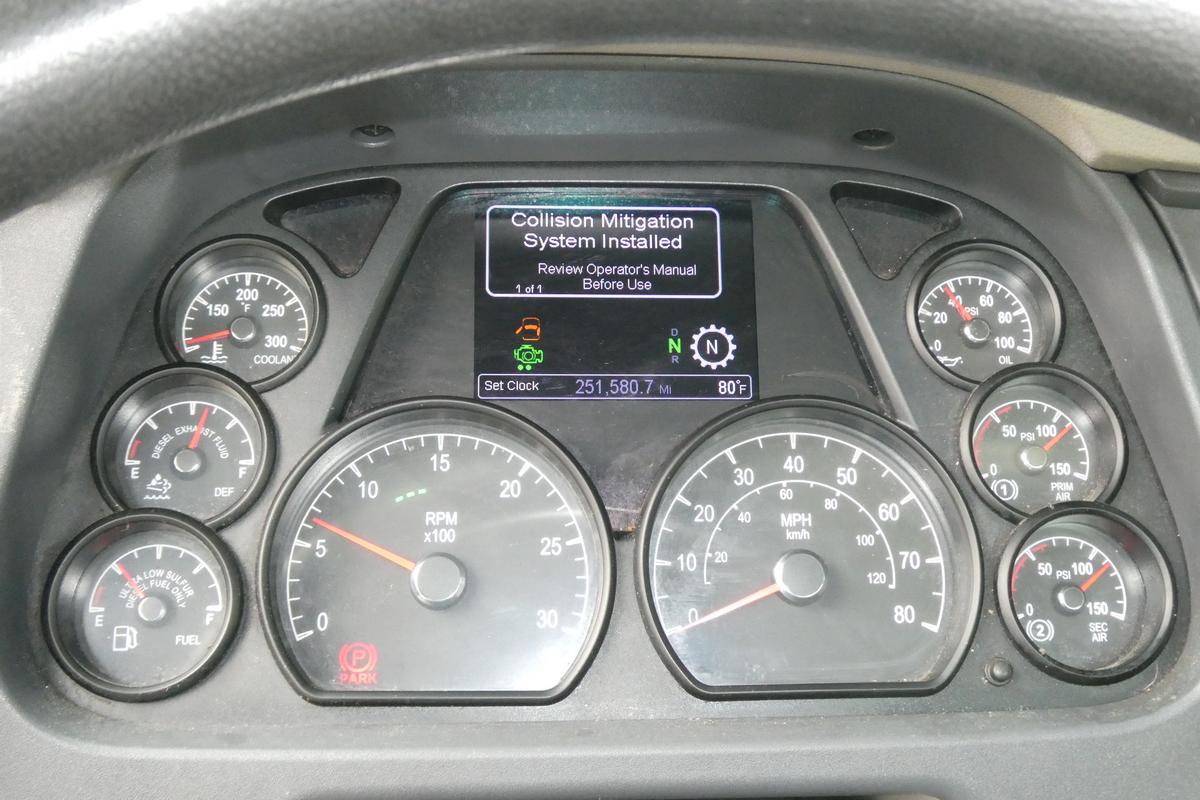 Collision Mitigation
System Installed
Review Operator's Manual
Before Use
1 of 1
D
N
R
N
Set Clock
251,580.7 MI
80°F
150
200
250
300
°F
COOLANT
DIESEL EXHAUST FLUID
E
F
DEF
ULTRA LOW SULFUR
DIESEL FUEL ONLY
E
F
FUEL
0
5
10
15
20
25
30
RPM
x100
P
PARK
0
10
20
30
40
50
60
70
80
MPH
km/h
20
40
60
80
100
120
0
20
40
60
80
100
PSI
OIL
0
50
PSI
100
150
1
PRIM
AIR
0
50
PSI
100
150
2
SEC
AIR